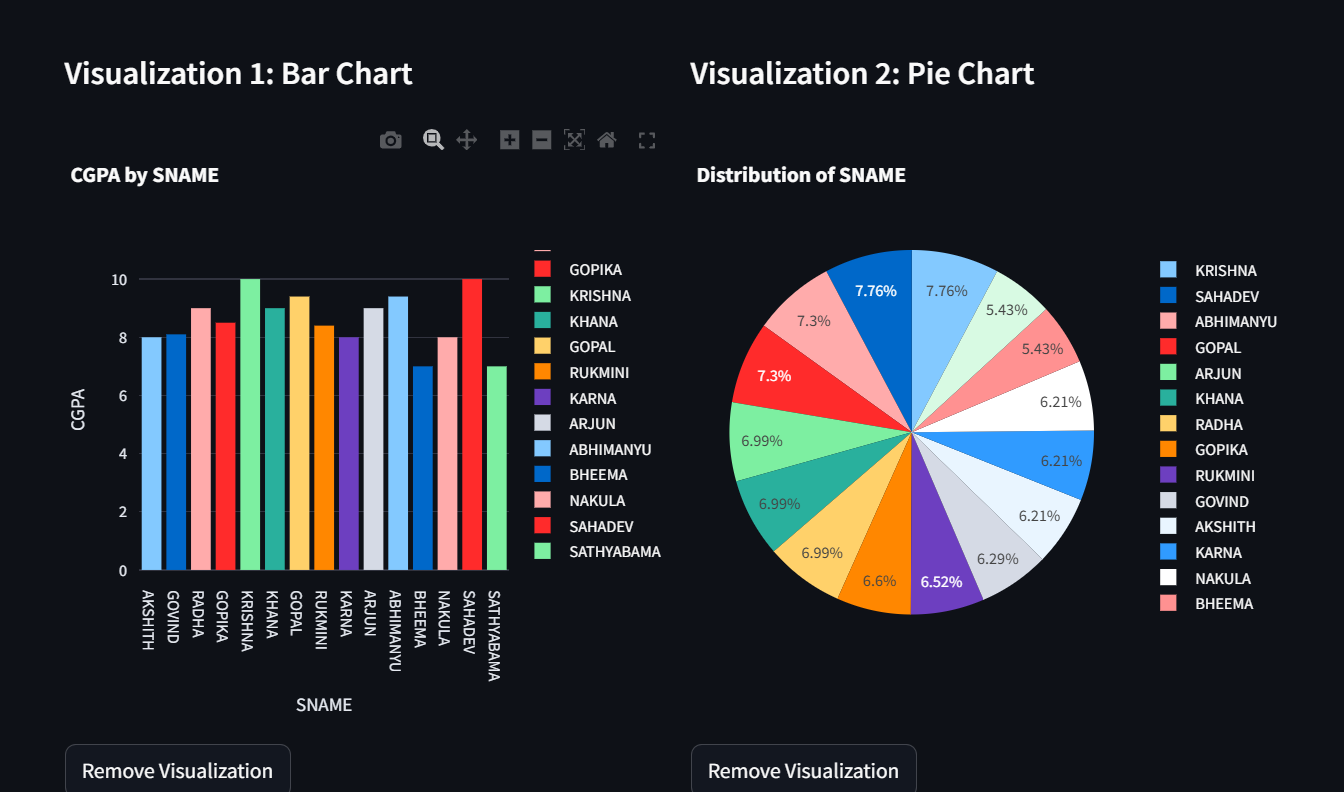 Visualization 1: Bar Chart
CGPA by SNAME
CGPA
10
8
6
4
2
0
AKSHITH
GOVIND
RADHA
GOPIKA
KRISHNA
KHANA
GOPAL
RUKMINI
KARNA
ARJUN
ABHIMANYU
BHEEMA
NAKULA
SAHADEV
SATHYABAMA
SNAME
GOPIKA
KRISHNA
KHANA
GOPAL
RUKMINI
KARNA
ARJUN
ABHIMANYU
BHEEMA
NAKULA
SAHADEV
SATHYABAMA
Remove Visualization
Visualization 2: Pie Chart
Distribution of SNAME
7.76%
5.43%
5.43%
6.21%
6.21%
6.21%
6.29%
6.52%
6.6%
6.99%
6.99%
6.99%
7.3%
7.3%
7.76%
KRISHNA
SAHADEV
ABHIMANYU
GOPAL
ARJUN
KHANA
RADHA
GOPIKA
RUKMINI
GOVIND
AKSHITH
KARNA
NAKULA
BHEEMA
Remove Visualization